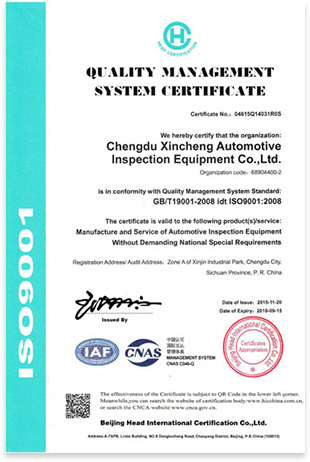 HEAD CERTIFICATION
QUALITY MANAGEMENT
SYSTEM CERTIFICATE
Certificate No.: 04615Q14031R0S
We hereby certify that the organization:
Chengdu Xincheng Automotive
Inspection Equipment Co.,Ltd.
Organization code: 68904400-2
is in conformity with Quality Management System Standard:
GB/T19001-2008 idt ISO9001:2008
The certificate is valid to the following product(s)/service:
Manufacture and Service of Automotive Inspection Equipment
Without Demanding National Special Requirements
Registration Address/ Audit Address: Zone A of Xinjin Industrial Park, Chengdu City,
Sichuan Province, P. R. China
ISO9001
Date of Issue: 2015-11-20
Date of Expiry: 2018-09-15
Issued By
IAF
CNAS
中国认可
国际互认
管理体系
MANAGEMENT SYSTEM
CNAS C046-Q
Beijing Head International Certification Co.,Ltd
Certificates
Appropriation
The effectiveness of the Certificate is subject to QR Code in the lower left corner.
Meanwhile,you can search the website of certification body:www.hicchina.com,cn
or search the CNCA website:www.cnca.gov.cn.
Beijing Head International Certification Co.,Ltd
Address:A-7AFB, Linda Building, NO.8 Dongtucheng Road, Chaoyang District, Beijing, P.R.China (100013)